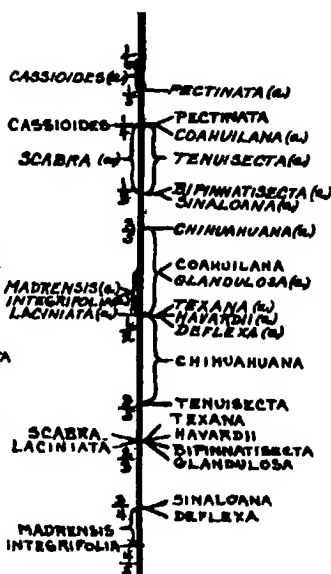 CASSIOIDES (a)
PECTINATA (a)
CASSIOIDES
PECTINATA
COAHUILANA (a)
SCABRA (a)
TENUISECTA (a)
BIPINNATISECTA (a)
SINALOANA (a)
CHIHUAHUANA (a)
COAHUILANA
GLANDULOSA (a)
MADRENSIS (a)
INTEGRIFOLIA
LACINIATA (a)
TEXANA (a)
HAVARDII (a)
DEFLEXA (a)
TA
CHIHUAHUANA
TENUISECTA
SCABRA
LACINIATA
TEXANA
HAVARDII
BIPINNATISECTA
GLANDULOSA
SINALOANA
DEFLEXA
MADRENSIS
INTEGRIFOLIA